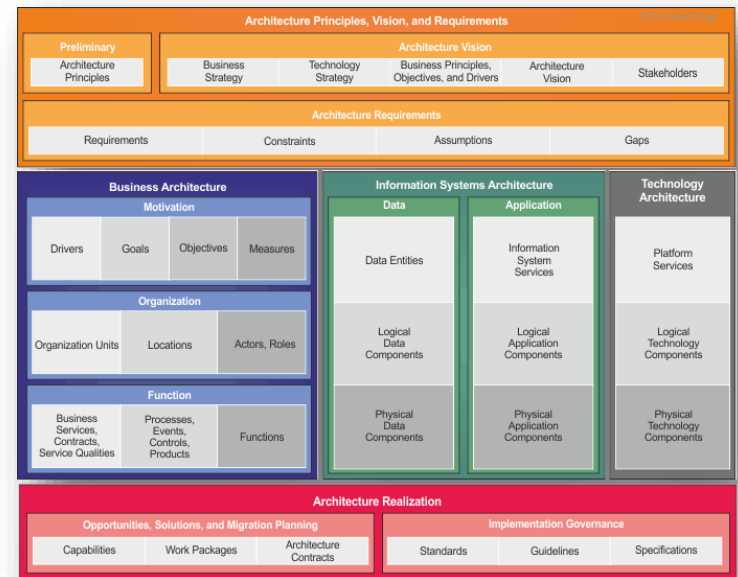 Architecture Principles, Vision, and Requirements
Preliminary
Architecture
Principles
Architecture Vision
Business
Strategy
Technology
Strategy
Business Principles,
Objectives, and Drivers
Architecture
Vision
Stakeholders
Architecture Requirements
Requirements
Constraints
Assumptions
Gaps
Business Architecture
Motivation
Drivers
Goals
Objectives
Measures
Organization
Organization Units
Locations
Actors, Roles
Function
Business
Services,
Contracts,
Service Qualities
Processes,
Events,
Controls,
Products
Functions
Information Systems Architecture
Data
Data Entities
Logical
Data
Components
Physical
Data
Components
Application
Information
System
Services
Logical
Application
Components
Physical
Application
Components
Technology
Architecture
Platform
Services
Logical
Technology
Components
Physical
Technology
Components
Architecture Realization
Opportunities, Solutions, and Migration Planning
Capabilities
Work Packages
Architecture
Contracts
Implementation Governance
Standards
Guidelines
Specifications